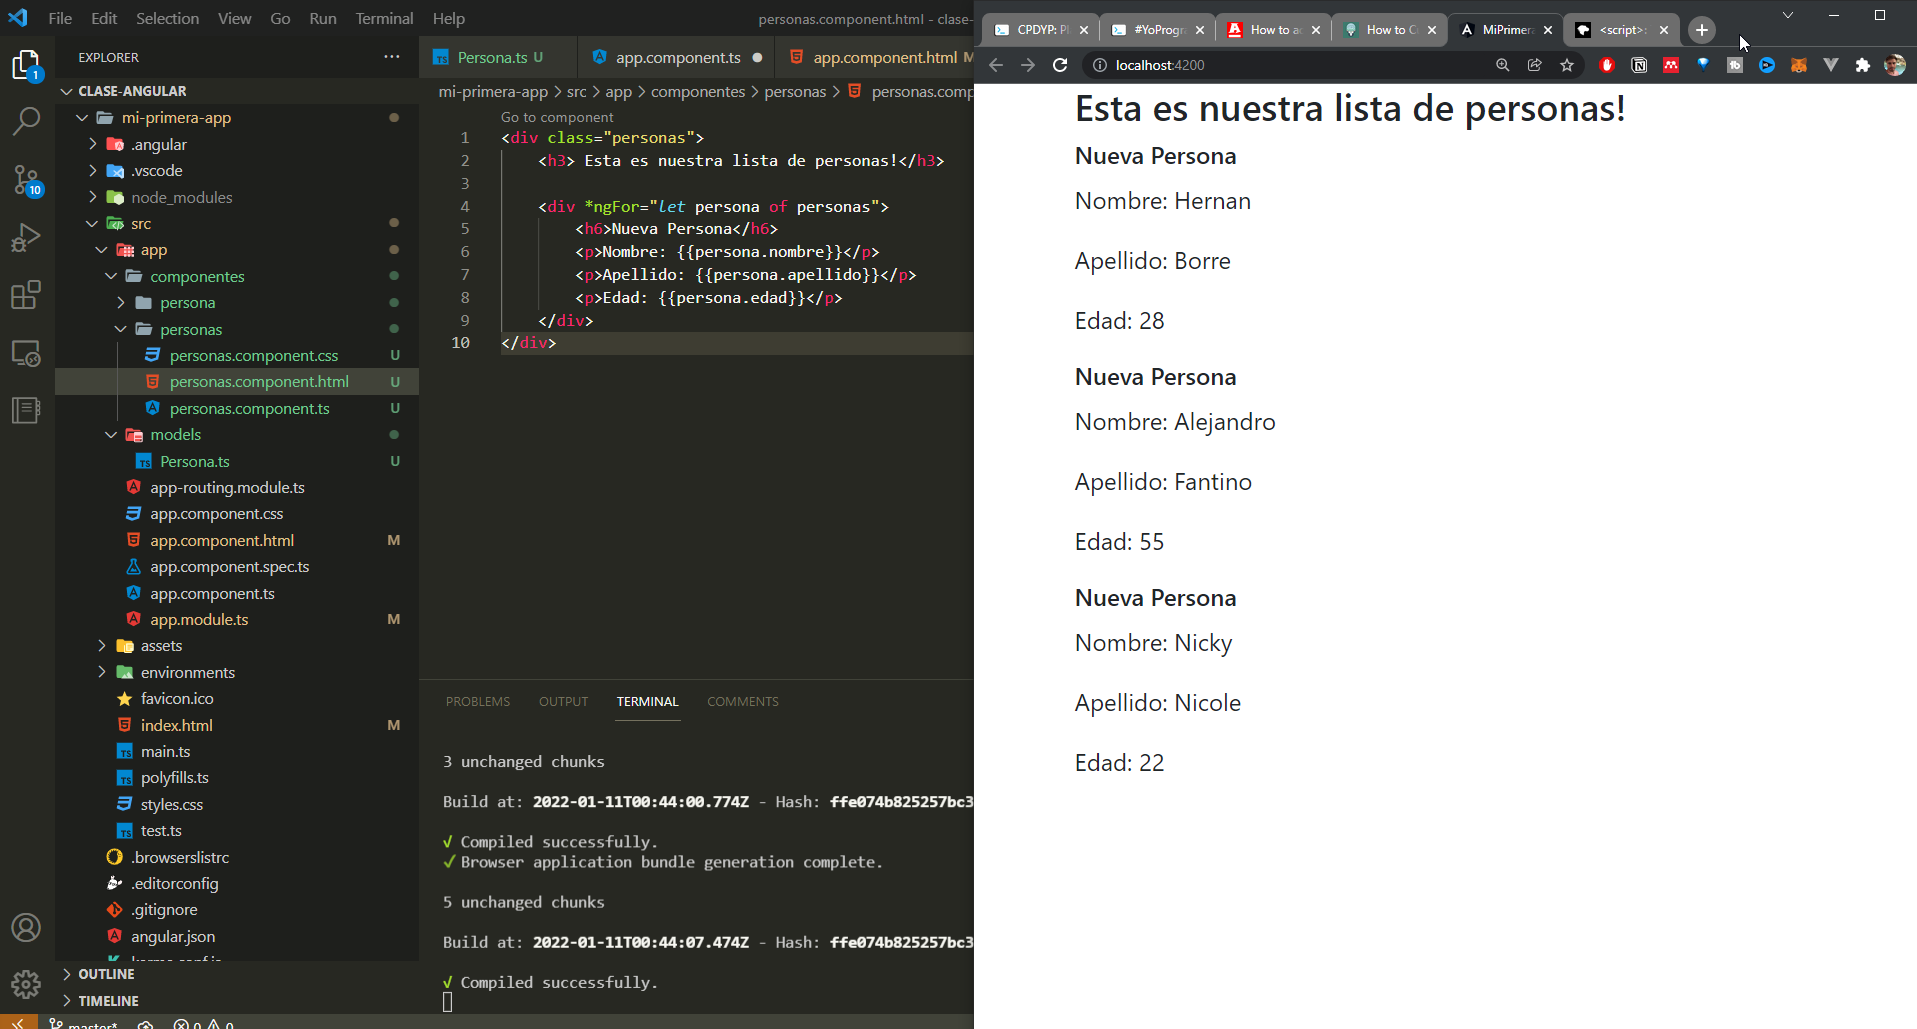 File Edit Selection View Go Run Terminal Help
personas.component.html - clase-
EXPLORER
1
10
CLASE-ANGULAR
mi-primera-app
.angular
.vscode
node_modules
src
app
componentes
persona
personas
personas.component.css U
personas.component.html U
personas.component.ts U
models
Persona.ts U
app-routing.module.ts
app.component.css
app.component.html M
app.component.spec.ts
app.component.ts
app.module.ts M
assets
environments
favicon.ico
index.html M
main.ts
polyfills.ts
styles.css
test.ts
.browserslistrc
.editorconfig
.gitignore
angular.json
OUTLINE
TIMELINE
master*
0 0
Persona.ts U app.component.ts app.component.html M
mi-primera-app > src > app > componentes > personas > personas.comp
Go to component
1 <div class="personas">
2 <h3> Esta es nuestra lista de personas!</h3>
3
4 <div *ngFor="let persona of personas">
5 <h6>Nueva Persona</h6>
6 <p>Nombre: {{persona.nombre}}</p>
7 <p>Apellido: {{persona.apellido}}</p>
8 <p>Edad: {{persona.edad}}</p>
9 </div>
10 </div>
PROBLEMS OUTPUT TERMINAL COMMENTS
3 unchanged chunks
Build at: 2022-01-11T00:44:00.774Z - Hash: ffe074b825257bc3
√ Compiled successfully.
√ Browser application bundle generation complete.
5 unchanged chunks
Build at: 2022-01-11T00:44:07.474Z - Hash: ffe074b825257bc3
√ Compiled successfully.
CPDYP: Pl #YoProgra How to ac How to C MiPrimera <script>:
localhost:4200
Esta es nuestra lista de personas!
Nueva Persona
Nombre: Hernan
Apellido: Borre
Edad: 28
Nueva Persona
Nombre: Alejandro
Apellido: Fantino
Edad: 55
Nueva Persona
Nombre: Nicky
Apellido: Nicole
Edad: 22